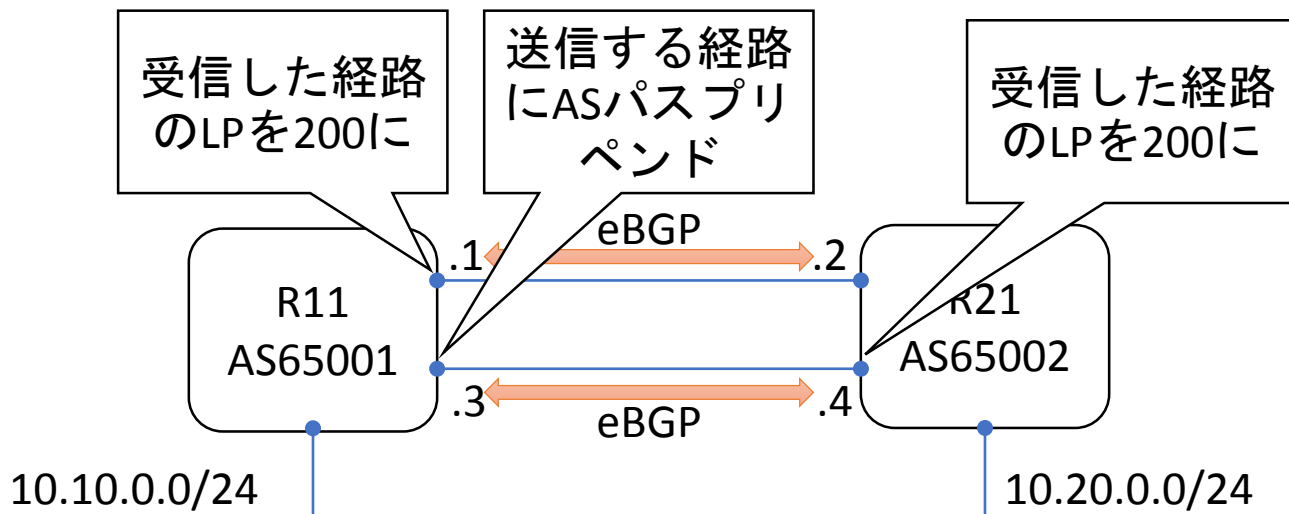 受信した経路
のLPを200に
送信する経路
にASパスプリ
ペンド
受信した経路
のLPを200に
.1
eBGP
.2
R11
AS65001
R21
AS65002
.3
eBGP
.4
10.10.0.0/24
10.20.0.0/24